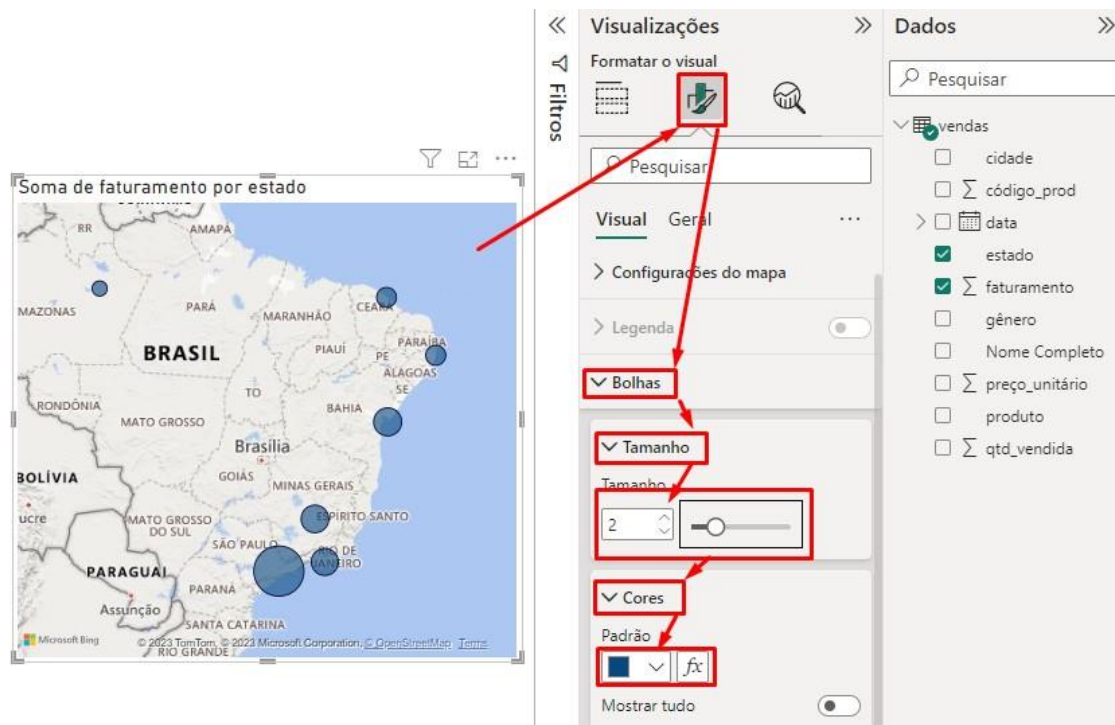 Soma de faturamento por estado
RR
AMAPÁ
AMAZONAS
PARÁ
MARANHÃO
CEARÁ
BRASIL
PIAUÍ
PE
PARAÍBA
ALAGOAS
SE
TO
RONDÔNIA
MATO GROSSO
BAHIA
Brasília
GOIÁS
MINAS GERAIS
BOLÍVIA
ucre
MATO GROSSO
DO SUL
ESPÍRITO SANTO
SÃO PAULO
RIO DE
JANEIRO
PARAGUAI
PARANÁ
Assunção
SANTA CATARINA
Microsoft Bing
© 2023 TomTom, © 2023 Microsoft Corporation, © OpenStreetMap Terms
RIO GRANDE
Filtros
Visualizações
Formatar o visual
Pesquisar
Visual Geral
Configurações do mapa
Legenda
Bolhas
Tamanho
Tamanho
2
Cores
Padrão
fx
Mostrar tudo
Dados
Pesquisar
vendas
cidade
∑ código_prod
data
estado
∑ faturamento
gênero
Nome Completo
∑ preço_unitário
produto
∑ qtd_vendida